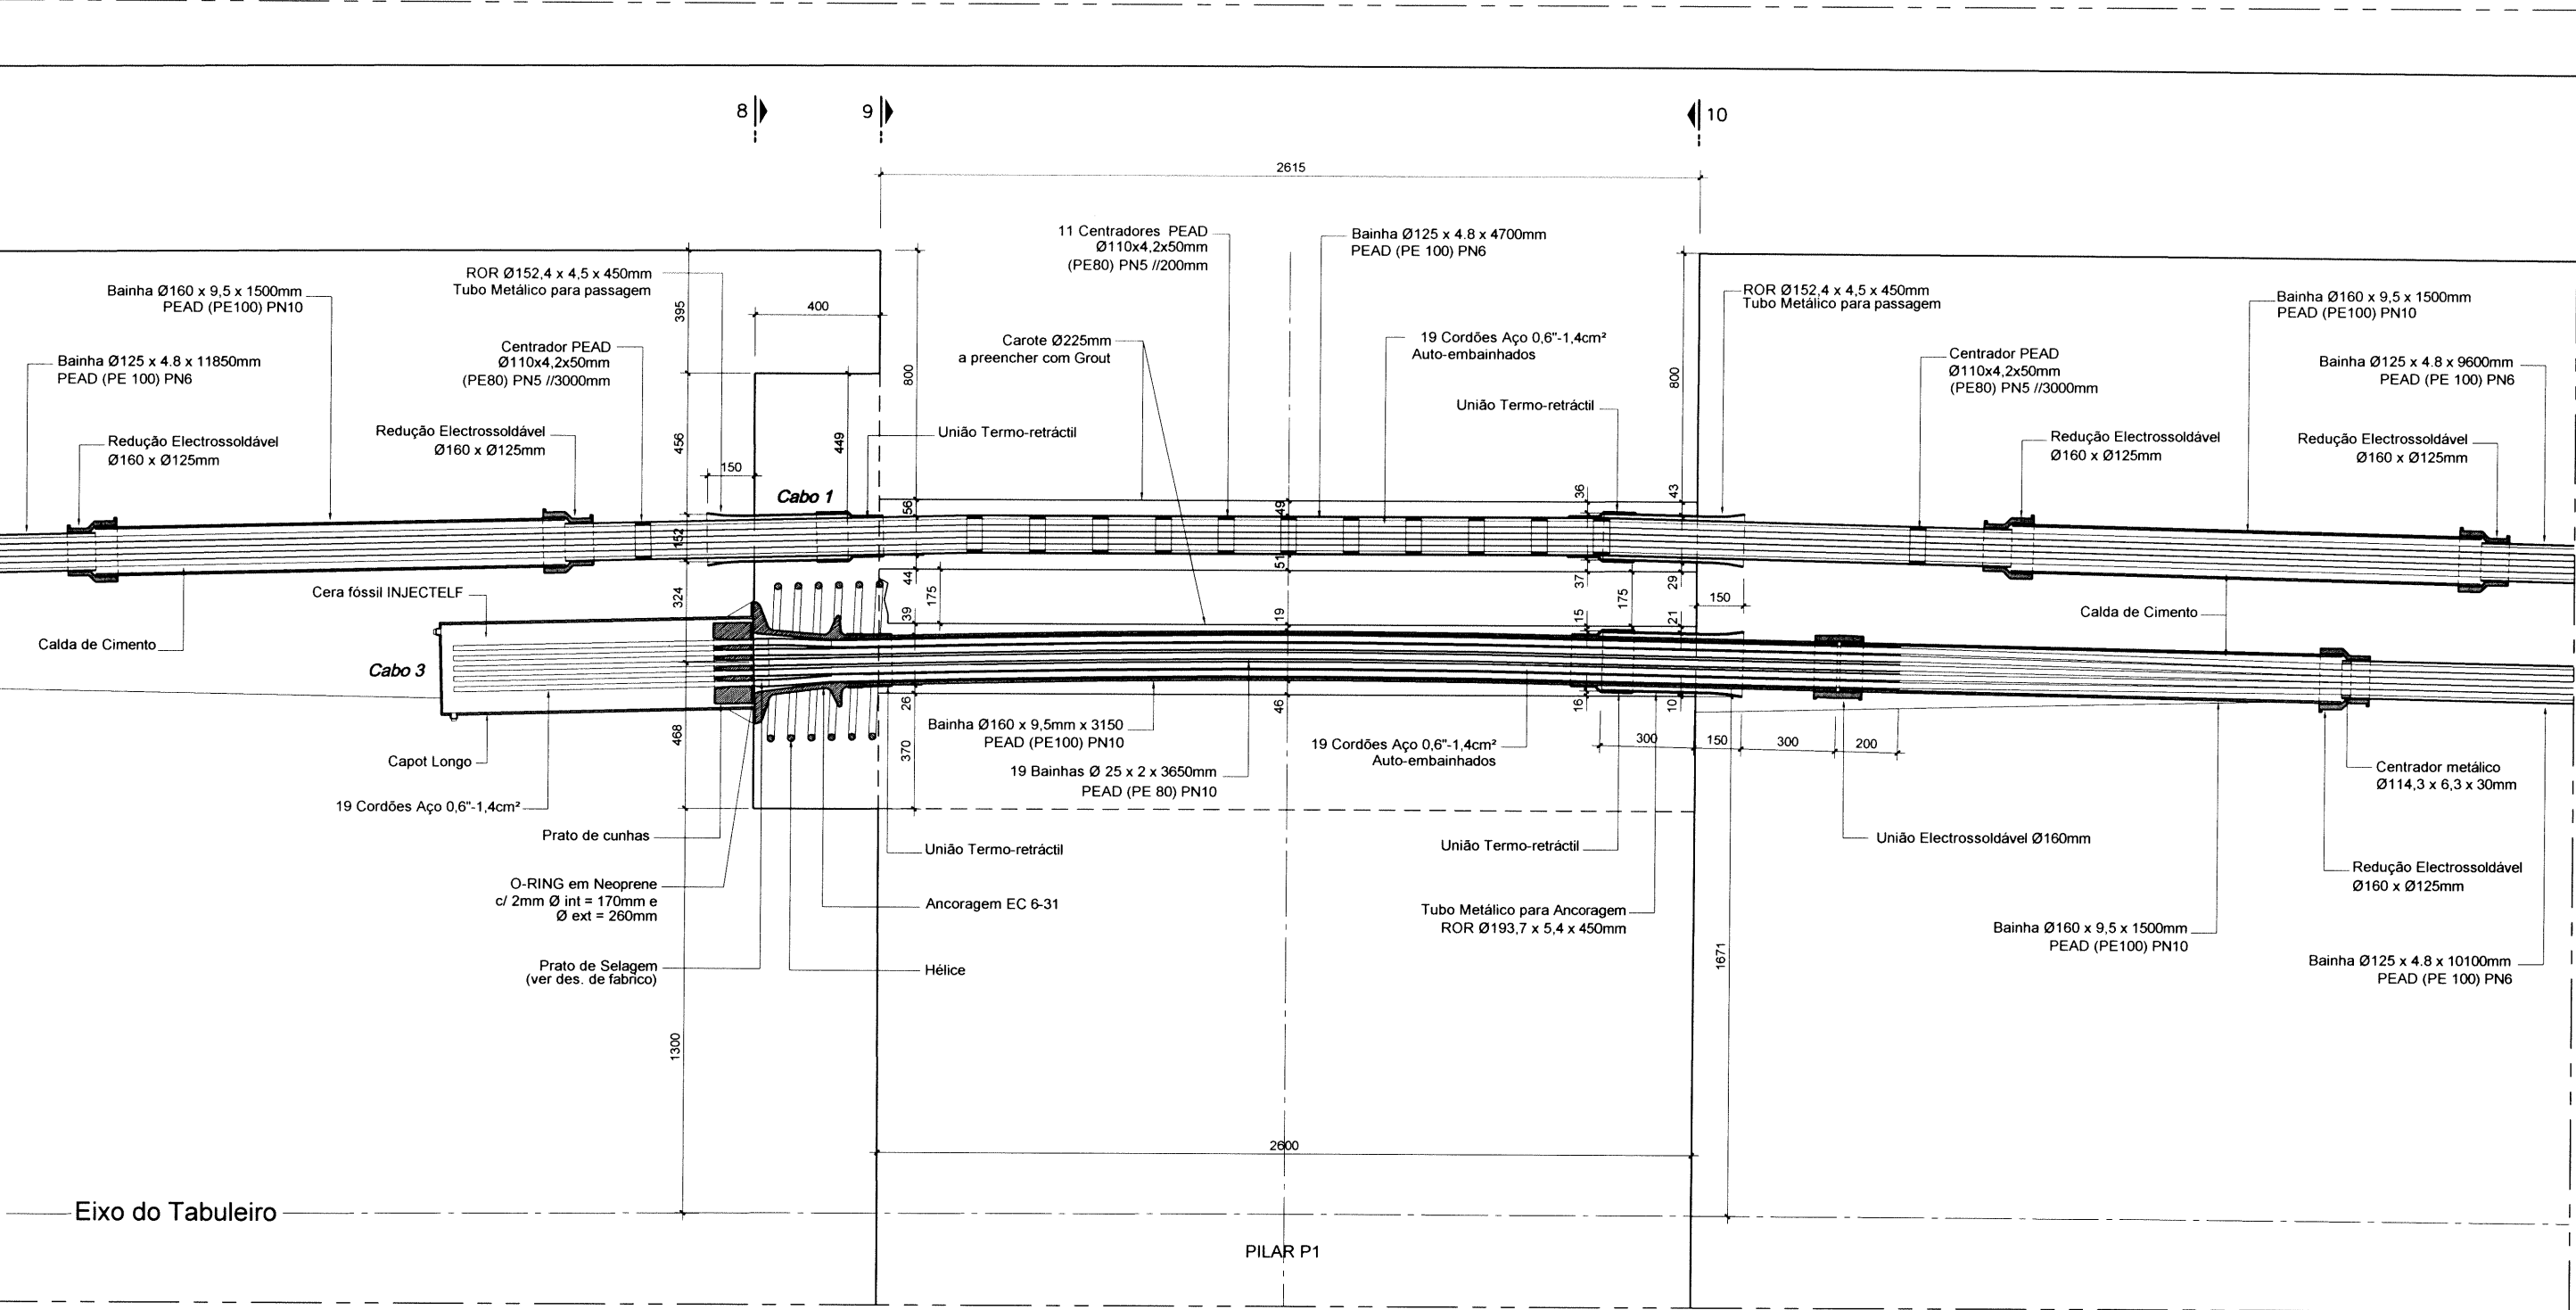 8
9
10
2615
11 Centradores PEAD
Ø110x4,2x50mm
(PE80) PN5 //200mm
Bainha Ø125 x 4.8 x 4700mm
PEAD (PE 100) PN6
ROR Ø152,4 x 4,5 x 450mm
Tubo Metálico para passagem
Bainha Ø160 x 9,5 x 1500mm
PEAD (PE100) PN10
395
400
800
Carote Ø225mm
a preencher com Grout
19 Cordões Aço 0,6"-1,4cm²
Auto-embainhados
800
ROR Ø152,4 x 4,5 x 450mm
Tubo Metálico para passagem
Bainha Ø160 x 9,5 x 1500mm
PEAD (PE100) PN10
Bainha Ø125 x 4.8 x 11850mm
PEAD (PE 100) PN6
Centrador PEAD
Ø110x4,2x50mm
(PE80) PN5 //3000mm
Centrador PEAD
Ø110x4,2x50mm
(PE80) PN5 //3000mm
Bainha Ø125 x 4.8 x 9600mm
PEAD (PE 100) PN6
Redução Electrossoldável
Ø160 x Ø125mm
Redução Electrossoldável
Ø160 x Ø125mm
456
449
150
União Termo-retráctil
União Termo-retráctil
Redução Electrossoldável
Ø160 x Ø125mm
Redução Electrossoldável
Ø160 x Ø125mm
Cabo 1
56
49
36
43
152
44
51
37
29
324
175
175
150
39
19
15
21
Cera fóssil INJECTELF
Calda de Cimento
Calda de Cimento
Cabo 3
468
26
46
16
10
370
Bainha Ø160 x 9,5mm x 3150
PEAD (PE100) PN10
19 Cordões Aço 0,6"-1,4cm²
Auto-embainhados
300
150
300
200
Capot Longo
19 Bainhas Ø 25 x 2 x 3650mm
PEAD (PE 80) PN10
Centrador metálico
Ø114,3 x 6,3 x 30mm
19 Cordões Aço 0,6"-1,4cm²
Prato de cunhas
União Termo-retráctil
União Termo-retráctil
União Electrossoldável Ø160mm
Redução Electrossoldável
Ø160 x Ø125mm
O-RING em Neoprene
c/ 2mm Ø int = 170mm e
Ø ext = 260mm
Ancoragem EC 6-31
Tubo Metálico para Ancoragem
ROR Ø193,7 x 5,4 x 450mm
Bainha Ø160 x 9,5 x 1500mm
PEAD (PE100) PN10
Bainha Ø125 x 4.8 x 10100mm
PEAD (PE 100) PN6
Prato de Selagem
(ver des. de fabrico)
Hélice
1671
1300
2600
Eixo do Tabuleiro
PILAR P1